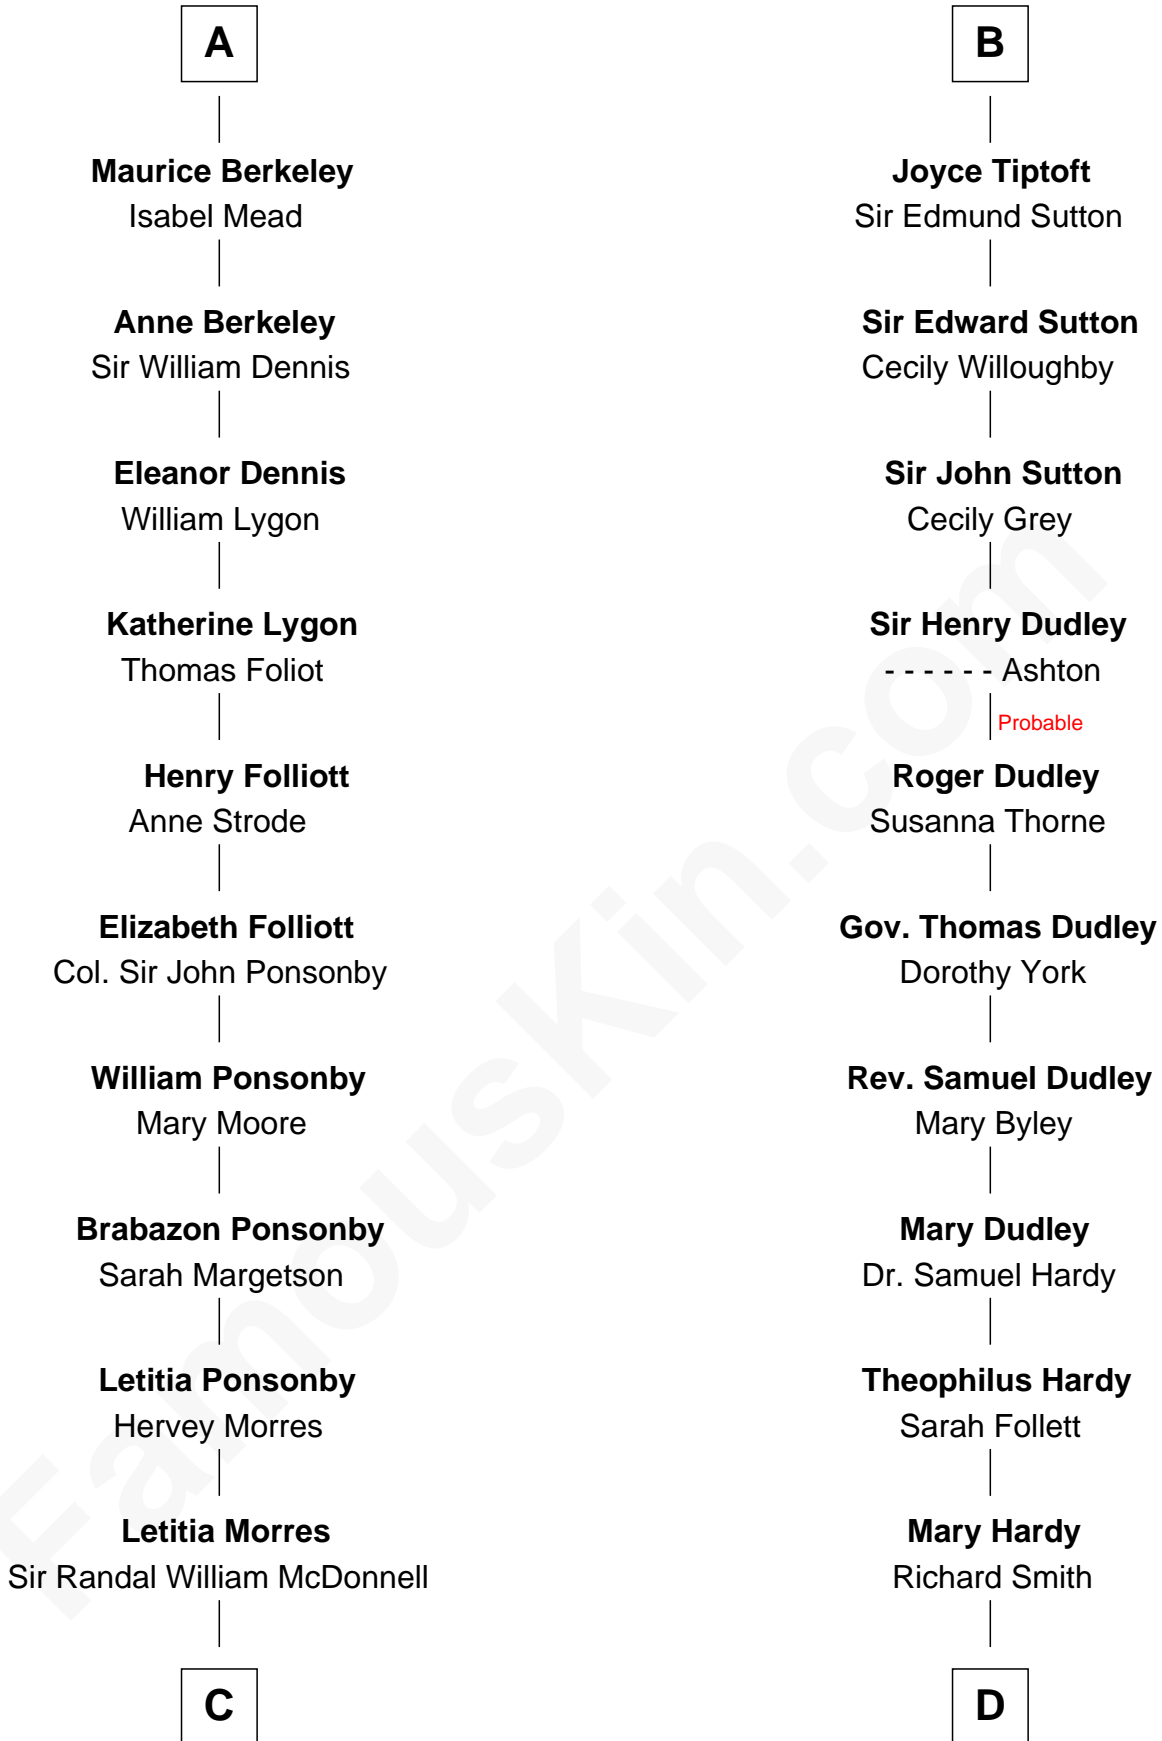 A
Maurice Berkeley
Isabel Mead
Anne Berkeley
Sir William Dennis
Eleanor Dennis
William Lygon
Katherine Lygon
Thomas Foliot
Henry Folliott
Anne Strode
Elizabeth Folliott
Col. Sir John Ponsonby
William Ponsonby
Mary Moore
Brabazon Ponsonby
Sarah Margetson
Letitia Ponsonby
Hervey Morres
Letitia Morres
Sir Randal William McDonnell
C
B
Joyce Tiptoft
Sir Edmund Sutton
Sir Edward Sutton
Cecily Willoughby
Sir John Sutton
Cecily Grey
Sir Henry Dudley
- - - - - - Ashton
Probable
Roger Dudley
Susanna Thorne
Gov. Thomas Dudley
Dorothy York
Rev. Samuel Dudley
Mary Byley
Mary Dudley
Dr. Samuel Hardy
Theophilus Hardy
Sarah Follett
Mary Hardy
Richard Smith
D
FamousKin.com